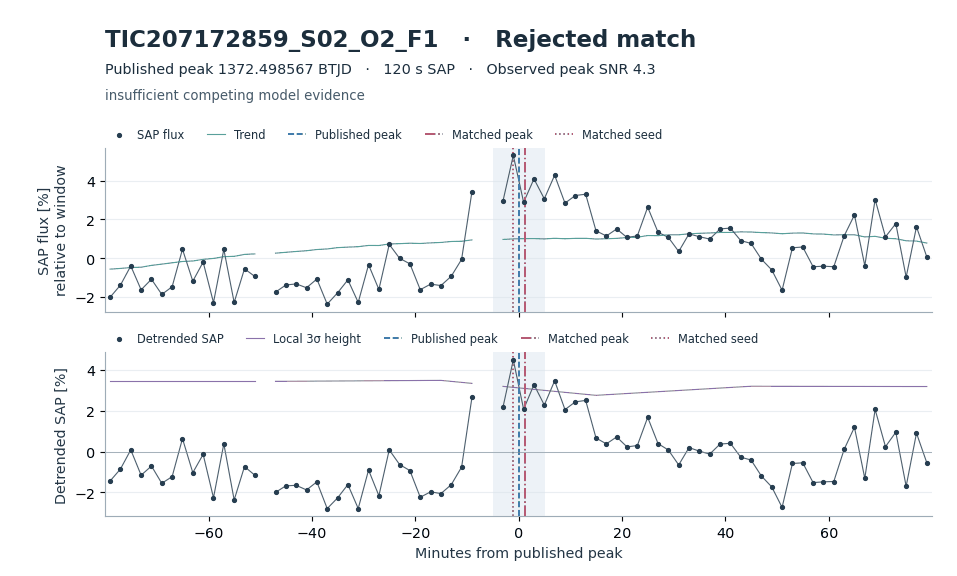 TIC207172859_S02_O2_F1 · Rejected match
Published peak 1372.498567 BTJD · 120 s SAP · Observed peak SNR 4.3
insufficient competing model evidence
SAP flux Trend Published peak Matched peak Matched seed
SAP flux [%]
relative to window
4
2
0
−2
Detrended SAP Local 3σ height Published peak Matched peak Matched seed
Detrended SAP [%]
4
2
0
−2
−60 −40 −20 0 20 40 60
Minutes from published peak